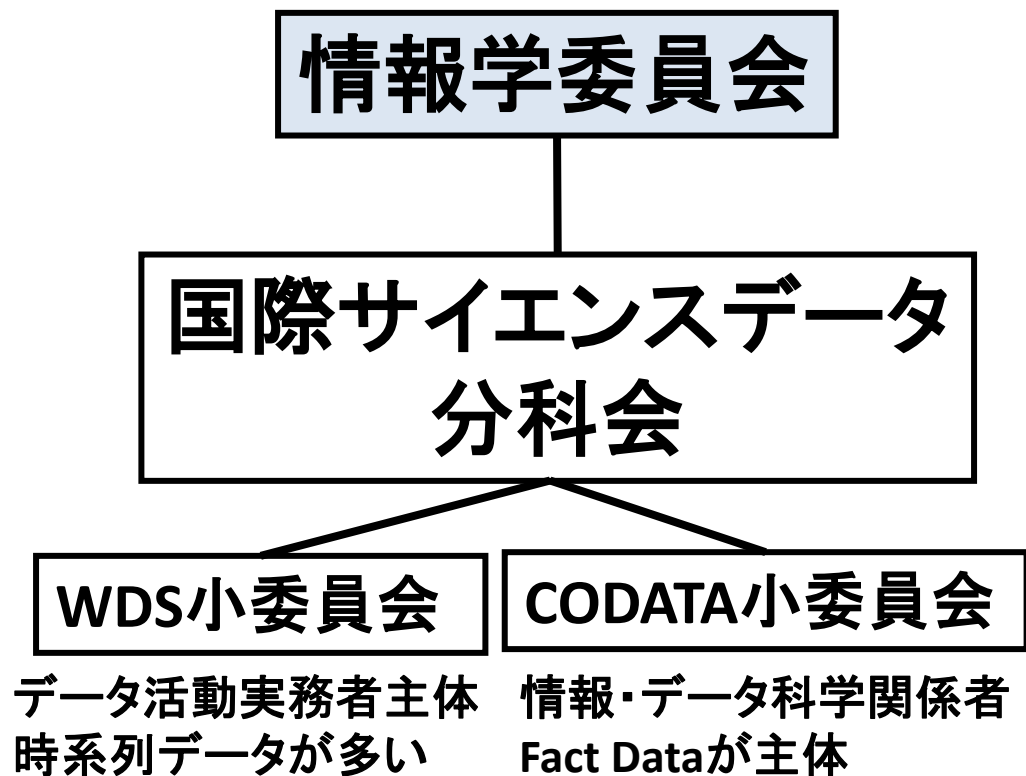 情報学委員会
国際サイエンスデータ
分科会
WDS小委員会
データ活動実務者主体
時系列データが多い
CODATA小委員会
情報・データ科学関係者
Fact Dataが主体